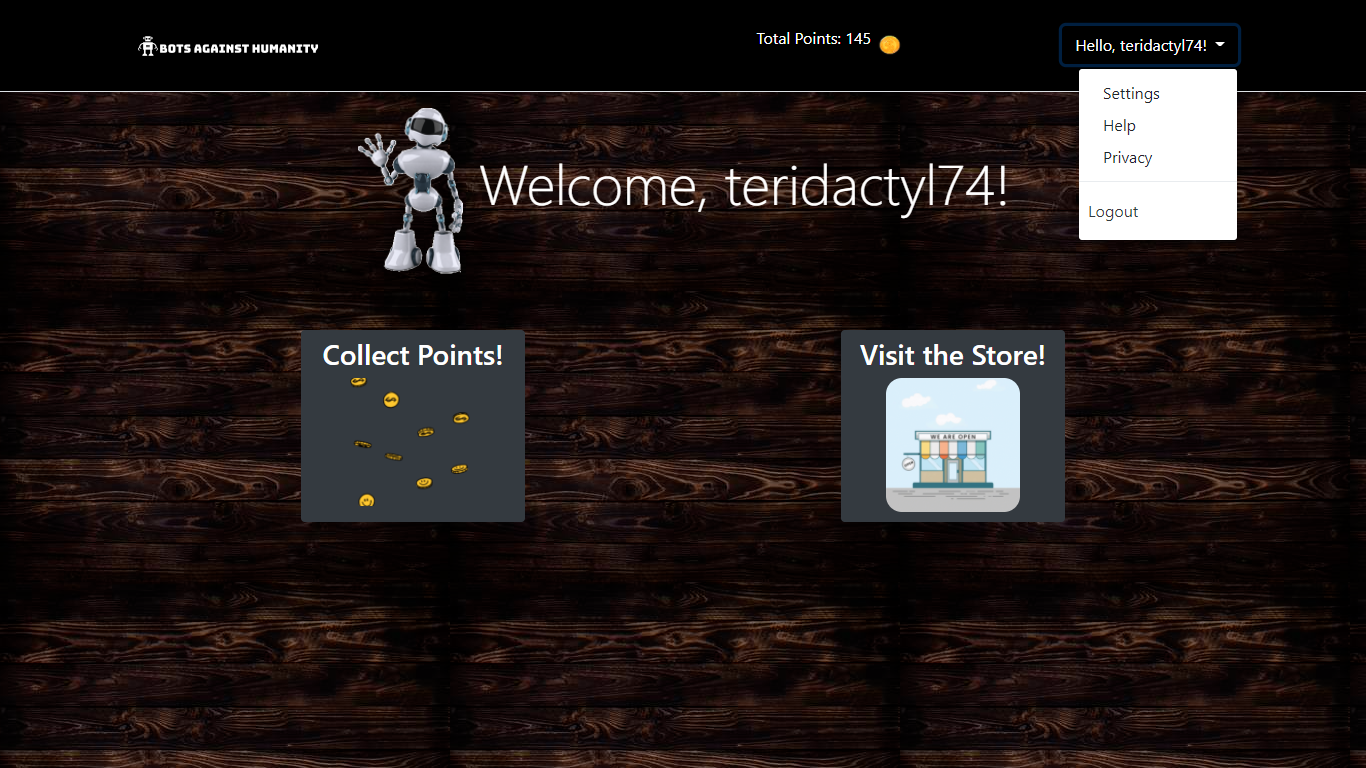 BOTS AGAINST HUMANITY
Total Points: 145
Hello, teridactyl74!
Settings
Help
Privacy
Logout
Welcome, teridactyl74!
Collect Points!
Visit the Store!
WE ARE OPEN